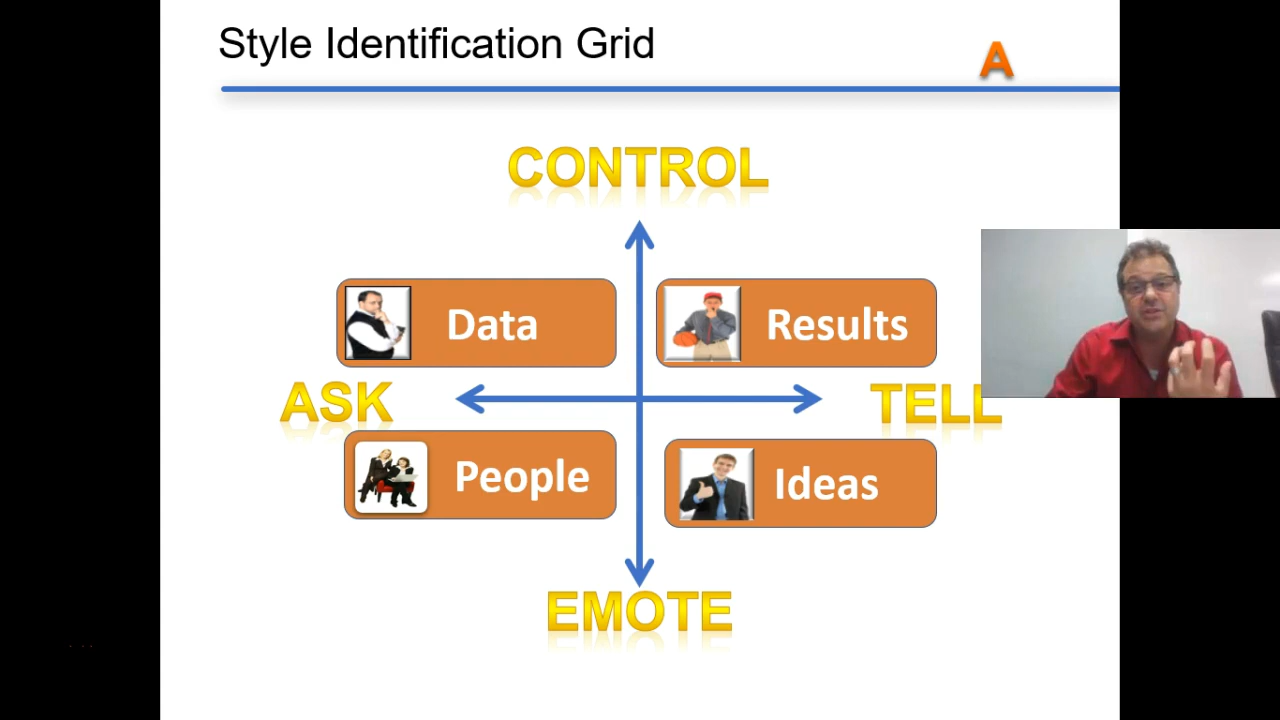 Style Identification Grid
A
CONTROL
Data
Results
ASK
TELL
People
Ideas
EMOTE